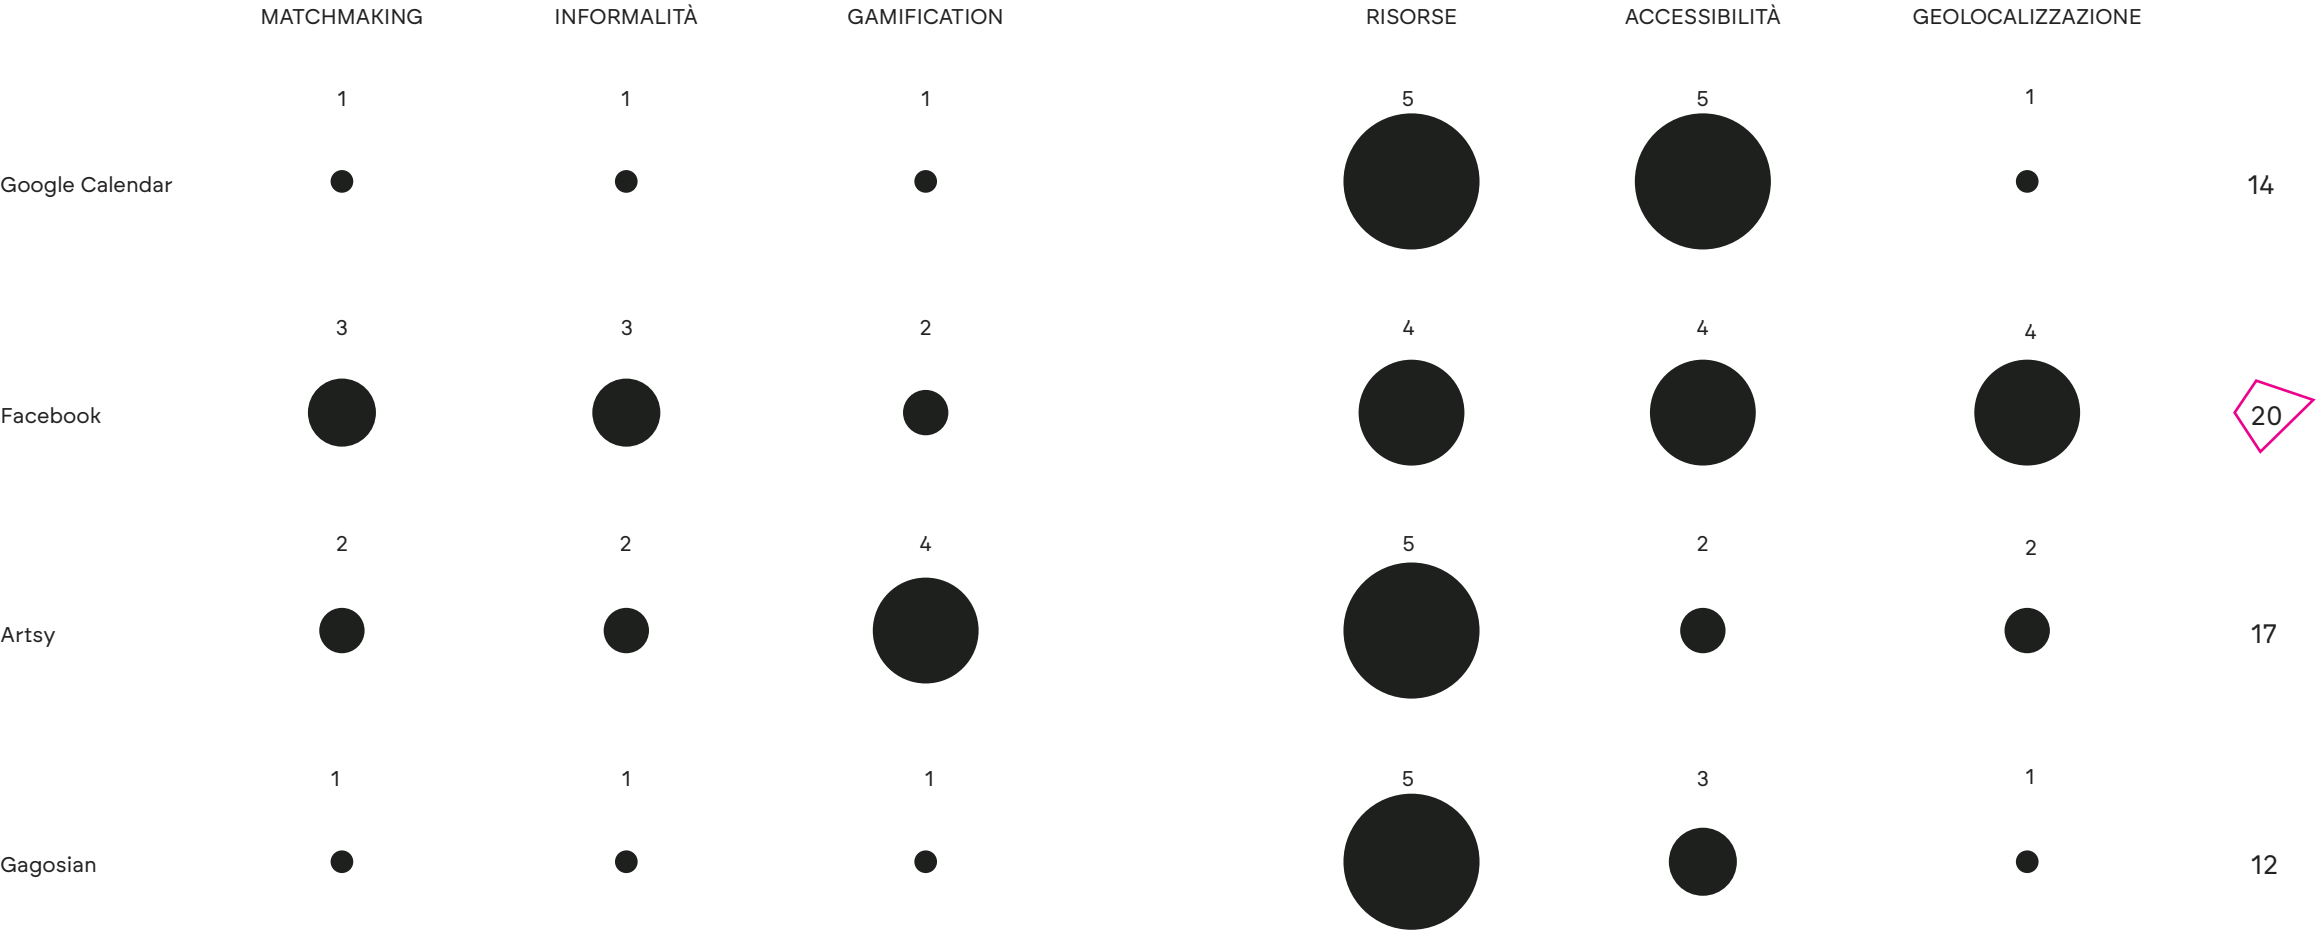 MATCHMAKING INFORMALITÀ GAMIFICATION RISORSE ACCESSIBILITÀ GEOLOCALIZZAZIONE
1 1 1 5 5 1
Google Calendar 14
3 3 2 4 4 4
Facebook 20
2 2 4 5 2 2
Artsy 17
1 1 1 5 3 1
Gagosian 12